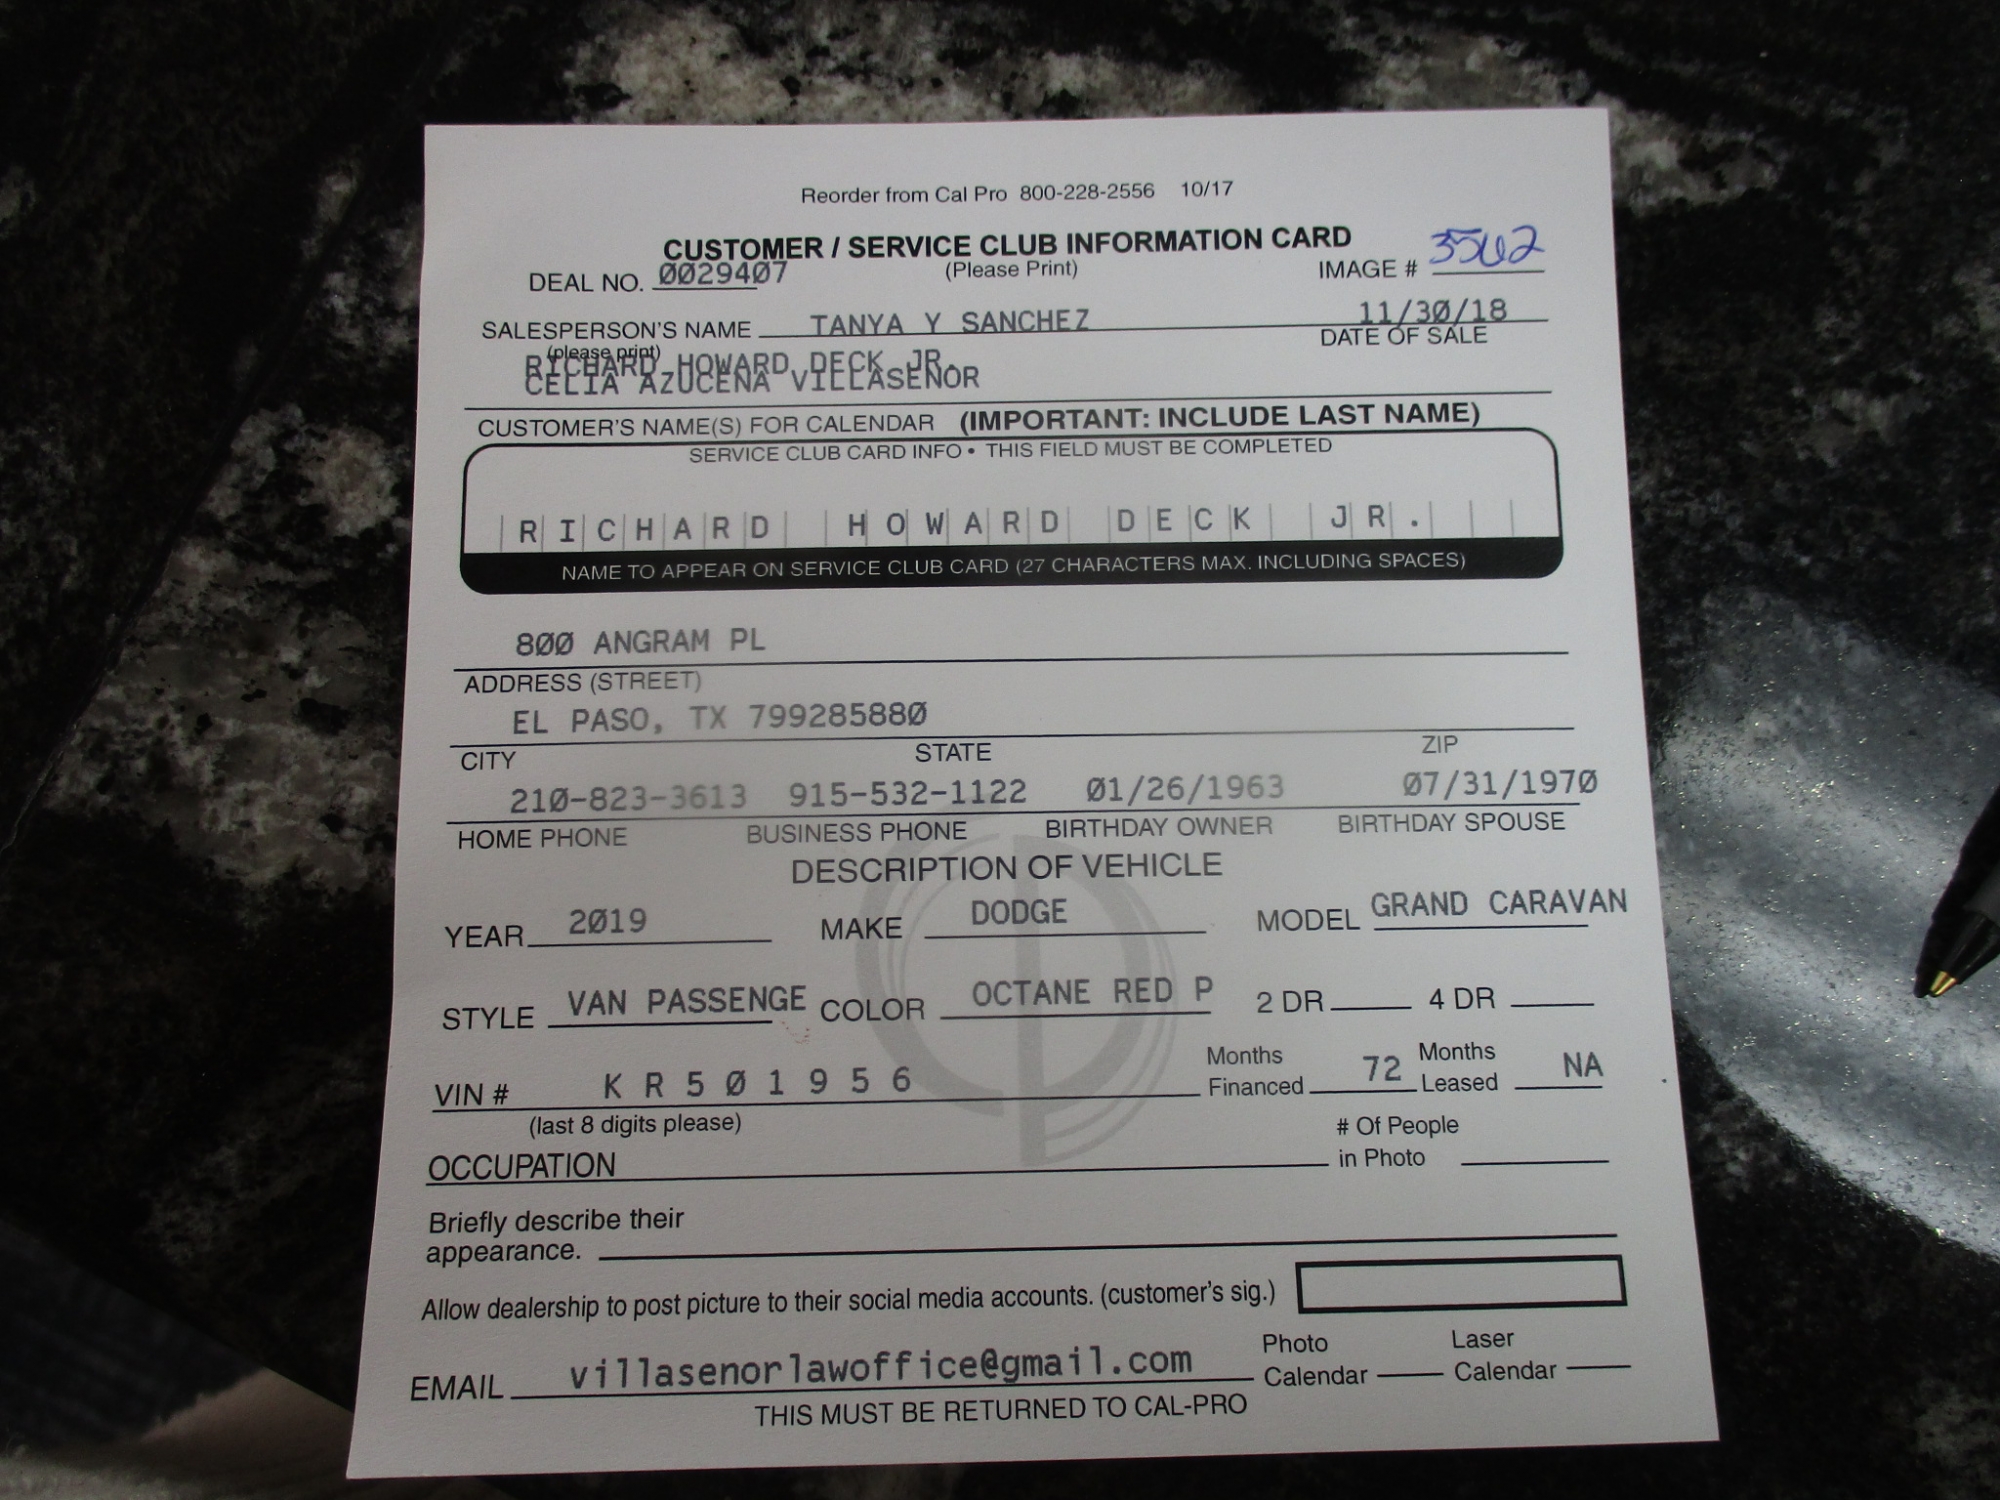 Reorder from Cal Pro 800-228-2556 10/17
CUSTOMER / SERVICE CLUB INFORMATION CARD
DEAL NO. 0029407 (Please Print) IMAGE # 3562
SALESPERSON'S NAME TANYA Y SANCHEZ 11/30/18
(please print) DATE OF SALE
RICHARD HOWARD DECK JR.
CELIA AZUCENA VILLASENOR
CUSTOMER'S NAME(S) FOR CALENDAR (IMPORTANT: INCLUDE LAST NAME)
SERVICE CLUB CARD INFO • THIS FIELD MUST BE COMPLETED
RICHARD HOWARD DECK JR.
NAME TO APPEAR ON SERVICE CLUB CARD (27 CHARACTERS MAX. INCLUDING SPACES)
800 ANGRAM PL
ADDRESS (STREET)
EL PASO, TX 799285880
CITY STATE ZIP
210-823-3613 915-532-1122 01/26/1963 07/31/1970
HOME PHONE BUSINESS PHONE BIRTHDAY OWNER BIRTHDAY SPOUSE
DESCRIPTION OF VEHICLE
YEAR 2019 MAKE DODGE MODEL GRAND CARAVAN
STYLE VAN PASSENGE COLOR OCTANE RED P 2 DR 4 DR
VIN # KR501956 Months Financed 72 Months Leased NA
(last 8 digits please)
OCCUPATION # Of People in Photo
Briefly describe their
appearance.
Allow dealership to post picture to their social media accounts. (customer's sig.)
EMAIL villasenorlawoffice@gmail.com Photo Calendar Laser Calendar
THIS MUST BE RETURNED TO CAL-PRO